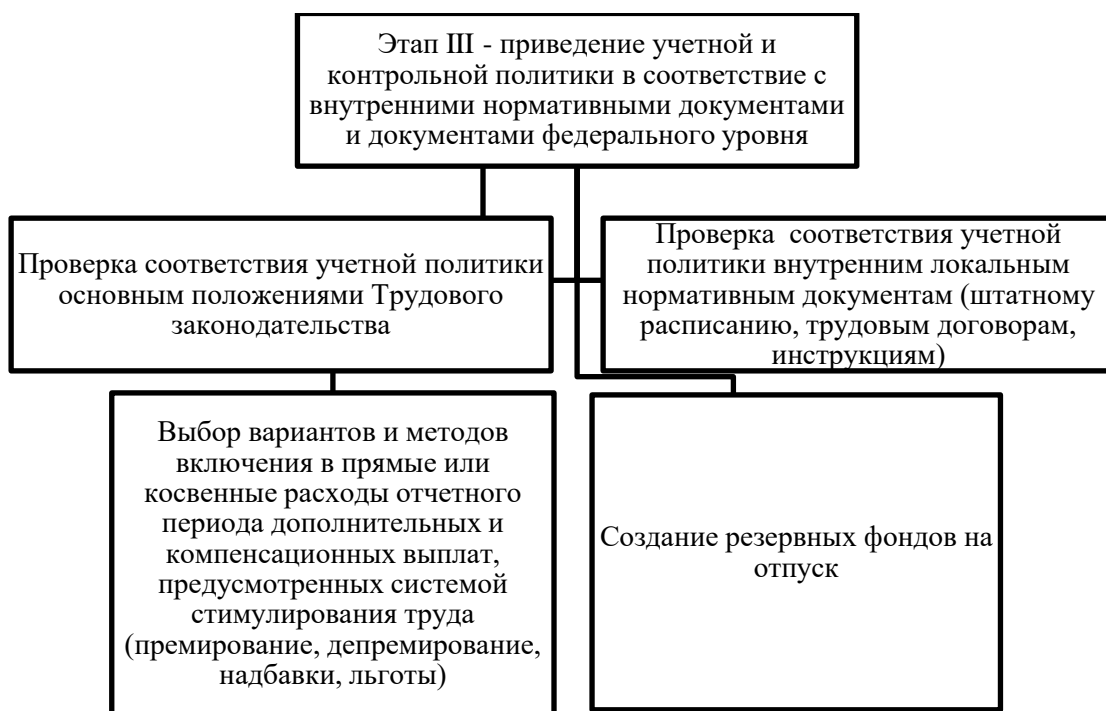 Этап III - приведение учетной и
контрольной политики в соответствие с
внутренними нормативными документами
и документами федерального уровня
Проверка соответствия учетной политики
основным положениями Трудового
законодательства
Проверка соответствия учетной
политики внутренним локальным
нормативным документам (штатному
расписанию, трудовым договорам,
инструкциям)
Выбор вариантов и методов
включения в прямые или
косвенные расходы отчетного
периода дополнительных и
компенсационных выплат,
предусмотренных системой
стимулирования труда
(премирование, депремирование,
надбавки, льготы)
Создание резервных фондов на
отпуск